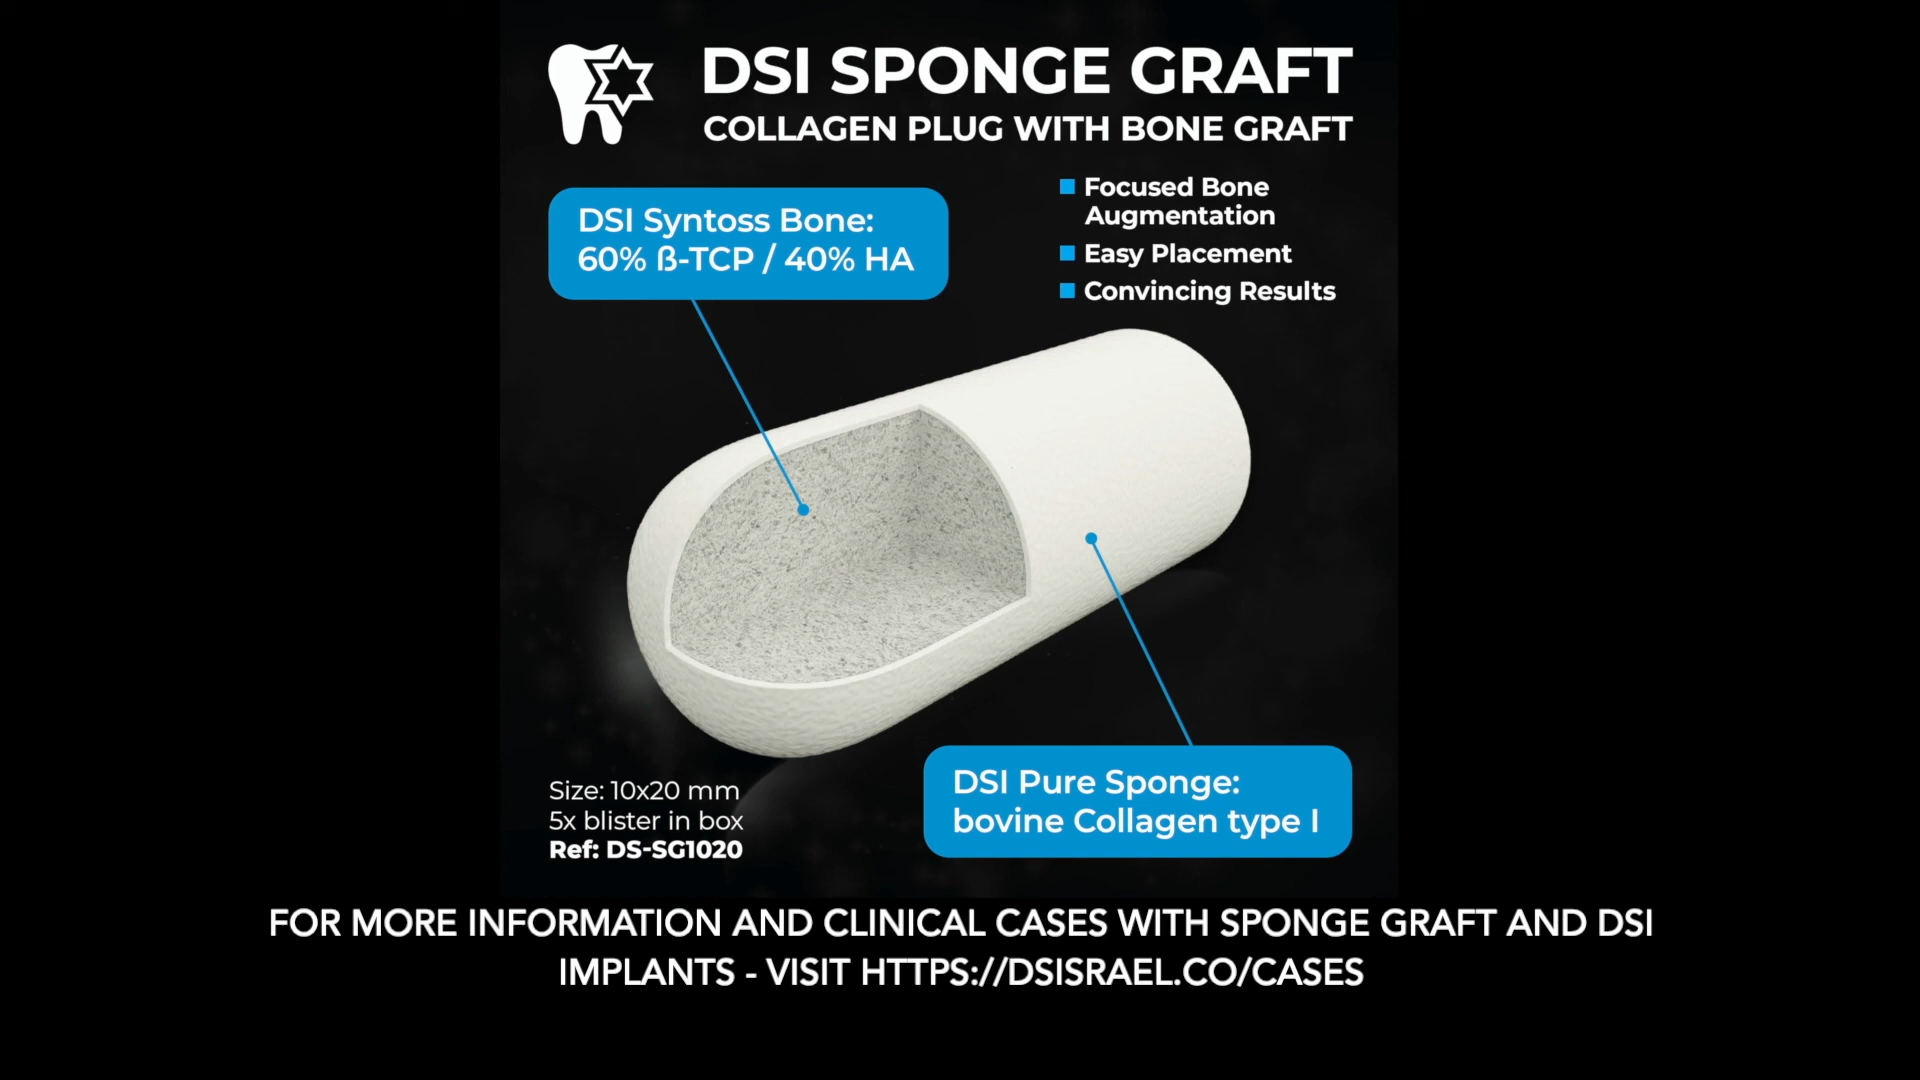 DSI SPONGE GRAFT
COLLAGEN PLUG WITH BONE GRAFT
DSI Syntoss Bone:
60% ß-TCP / 40% HA
Focused Bone
Augmentation
Easy Placement
Convincing Results
DSI Pure Sponge:
bovine Collagen type I
Size: 10x20 mm
5x blister in box
Ref: DS-SG1020
FOR MORE INFORMATION AND CLINICAL CASES WITH SPONGE GRAFT AND DSI
IMPLANTS - VISIT HTTPS://DSISRAEL.CO/CASES